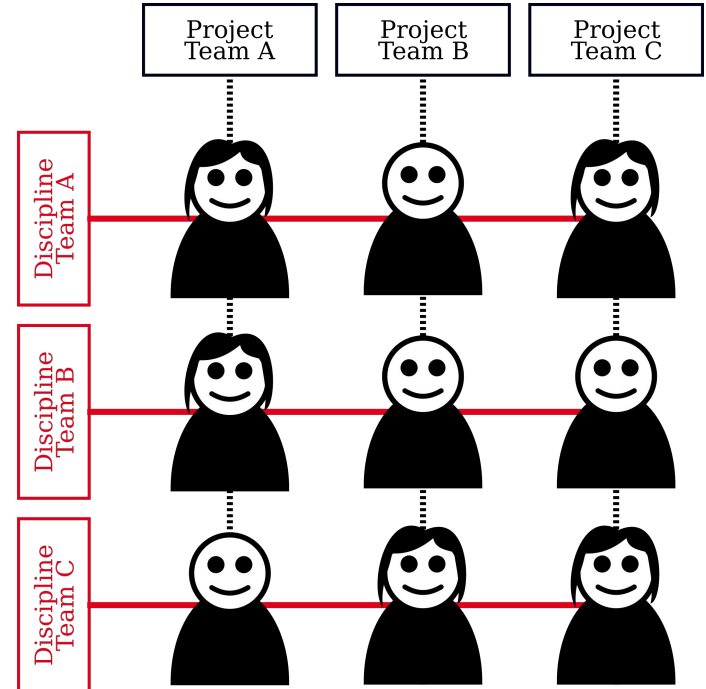 Project
Team A
Project
Team B
Project
Team C
Discipline
Team A
Discipline
Team B
Discipline
Team C